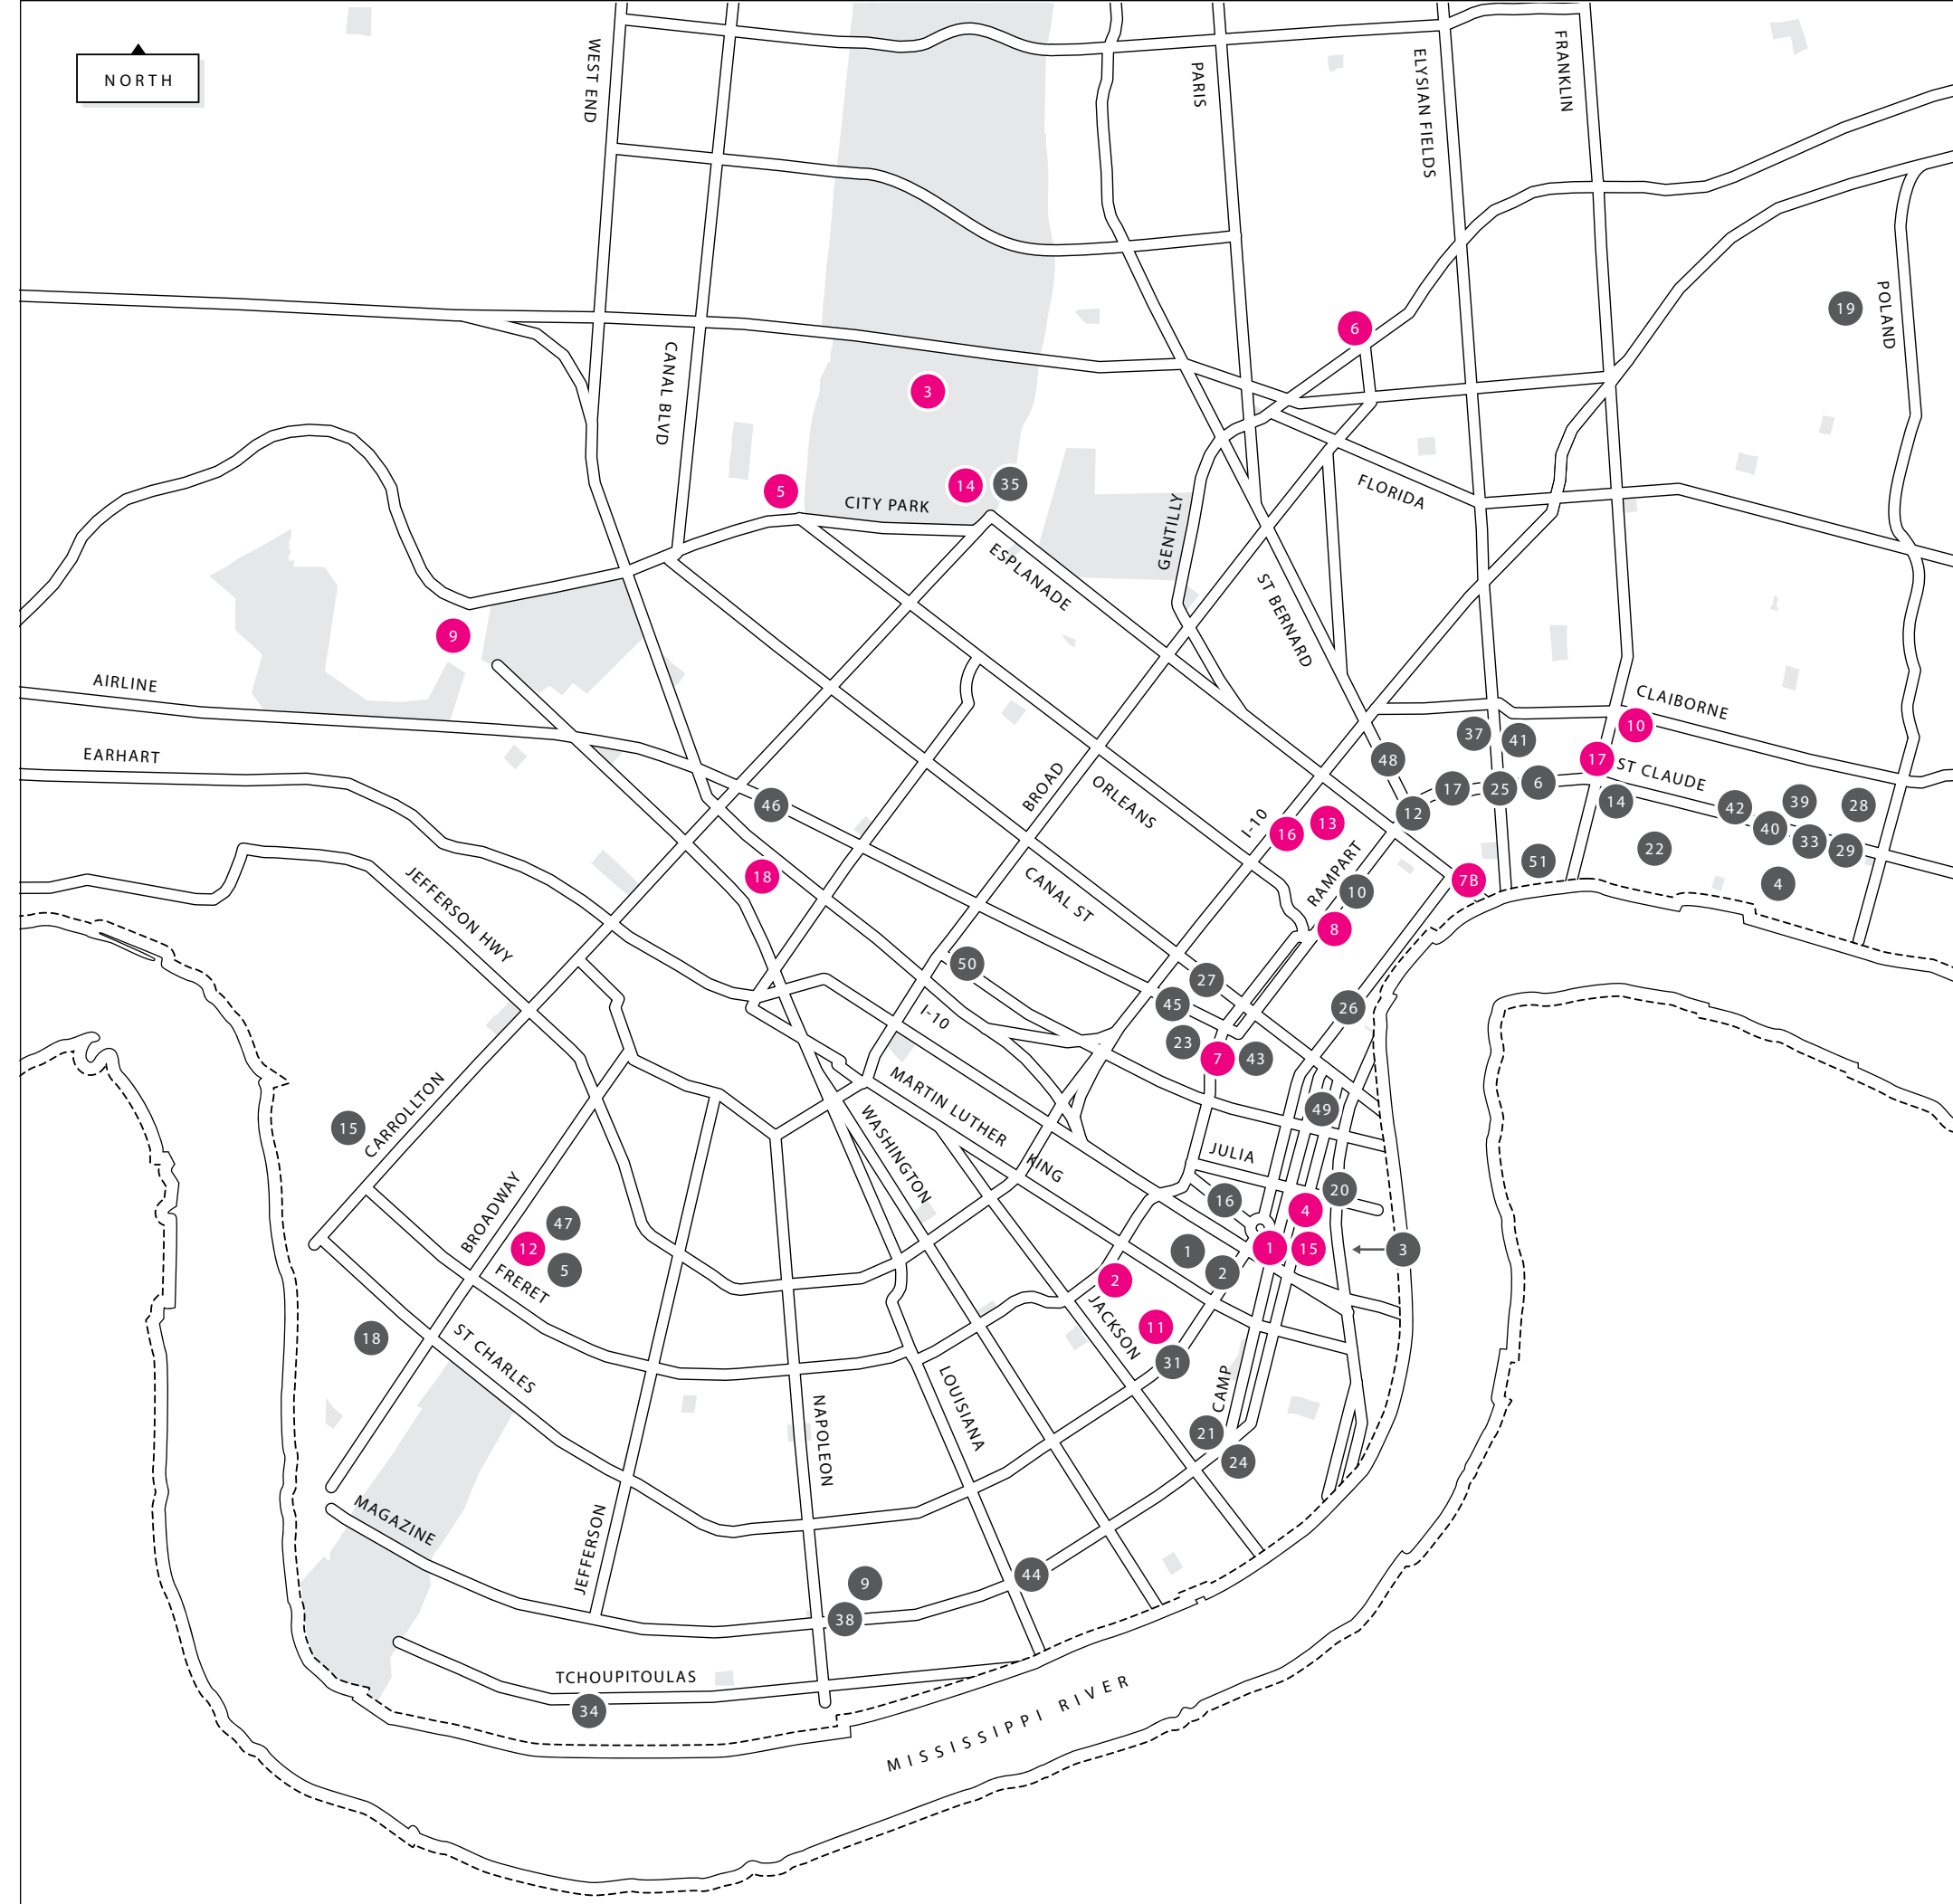 NORTH
WEST END
PARIS
ELYSIAN FIELDS
FRANKLIN
POLAND
19
6
CANAL BLVD
3
5
14
35
CITY PARK
GENTILLY
FLORIDA
ESPLANADE
ST BERNARD
9
AIRLINE
EARHART
CLAIBORNE
10
37
41
48
17
ST CLAUDE
17
25
6
12
14
42
39
28
40
33
29
22
51
4
46
BROAD
ORLEANS
I-10
16
13
RAMPART
10
7B
8
18
CANAL ST
JEFFERSON HWY
50
27
45
26
I-10
23
7
43
MARTIN LUTHER
KING
WASHINGTON
49
JULIA
15
CARROLLTON
BROADWAY
47
12
5
FRERET
16
20
4
1
1
15
3
2
2
11
JACKSON
31
18
ST CHARLES
CAMP
LOUISIANA
NAPOLEON
21
24
MAGAZINE
JEFFERSON
9
44
38
TCHOUPITOULAS
34
MISSISSIPPI RIVER